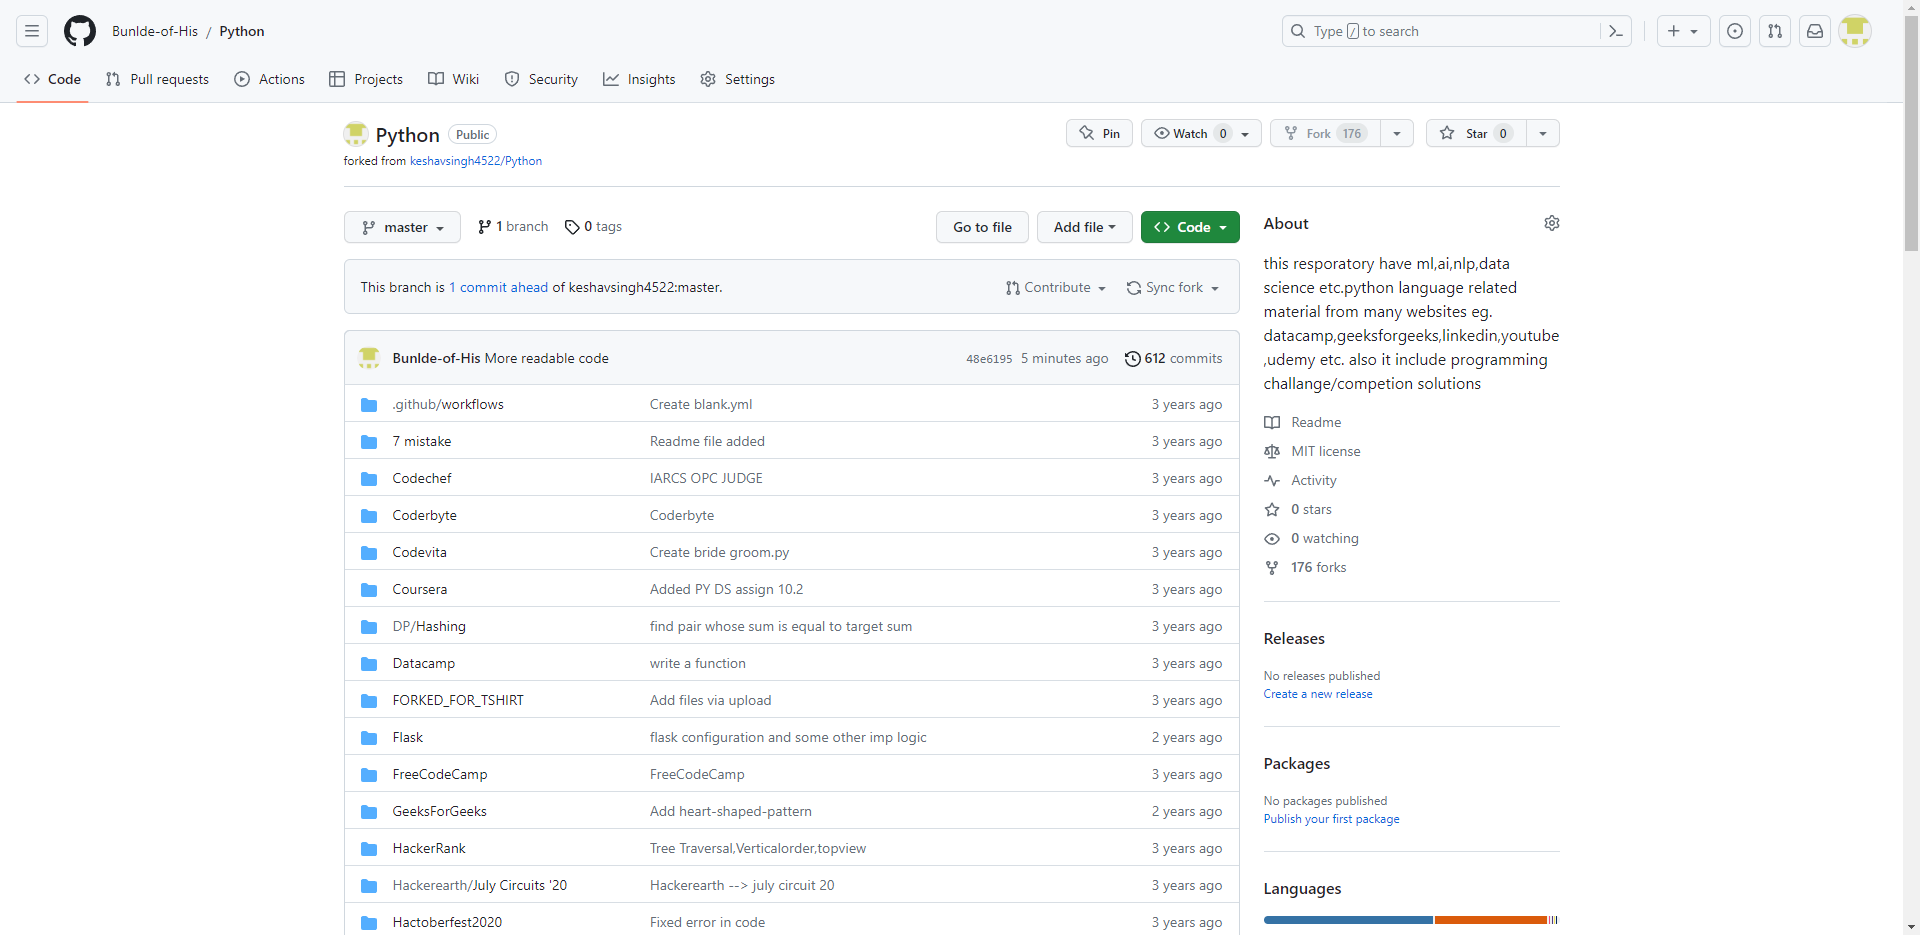 BunIde-of-His / Python
Type / to search
Code Pull requests Actions Projects Wiki Security Insights Settings
Python Public
Pin Watch 0 Fork 176 Star 0
forked from keshavsingh4522/Python
master 1 branch 0 tags Go to file Add file Code
This branch is 1 commit ahead of keshavsingh4522:master. Contribute Sync fork
BunIde-of-His More readable code 48e6195 5 minutes ago 612 commits
.github/workflows Create blank.yml 3 years ago
7 mistake Readme file added 3 years ago
Codechef IARCS OPC JUDGE 3 years ago
Coderbyte Coderbyte 3 years ago
Codevita Create bride groom.py 3 years ago
Coursera Added PY DS assign 10.2 3 years ago
DP/Hashing find pair whose sum is equal to target sum 3 years ago
Datacamp write a function 3 years ago
FORKED_FOR_TSHIRT Add files via upload 3 years ago
Flask flask configuration and some other imp logic 2 years ago
FreeCodeCamp FreeCodeCamp 3 years ago
GeeksForGeeks Add heart-shaped-pattern 2 years ago
HackerRank Tree Traversal,Verticalorder,topview 3 years ago
Hackerearth/July Circuits '20 Hackerearth --> july circuit 20 3 years ago
Hactoberfest2020 Fixed error in code 3 years ago
About
this resporatory have ml,ai,nlp,data
science etc.python language related
material from many websites eg.
datacamp,geeksforgeeks,linkedin,youtube
,udemy etc. also it include programming
challange/competion solutions
Readme
MIT license
Activity
0 stars
0 watching
176 forks
Releases
No releases published
Create a new release
Packages
No packages published
Publish your first package
Languages